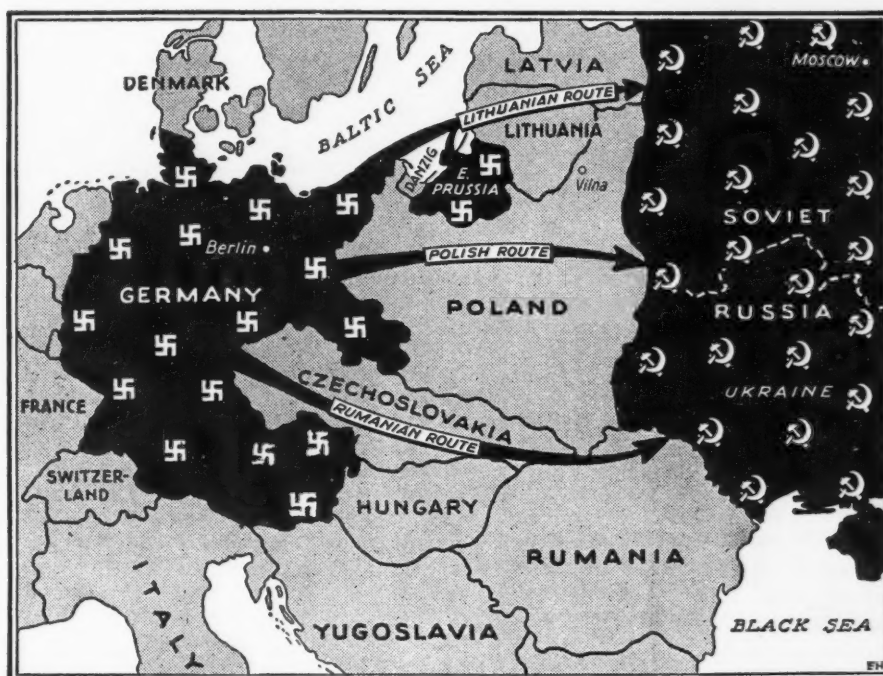 DENMARK
BALTIC SEA
LATVIA
MOSCOW
LITHUANIAN ROUTE
LITHUANIA
DANZIG
E.
PRUSSIA
Vilna
SOVIET
Berlin
POLISH ROUTE
GERMANY
POLAND
RUSSIA
CZECHOSLOVAKIA
UKRAINE
FRANCE
RUMANIAN ROUTE
SWITZER-
LAND
HUNGARY
RUMANIA
ITALY
YUGOSLAVIA
BLACK SEA
EH